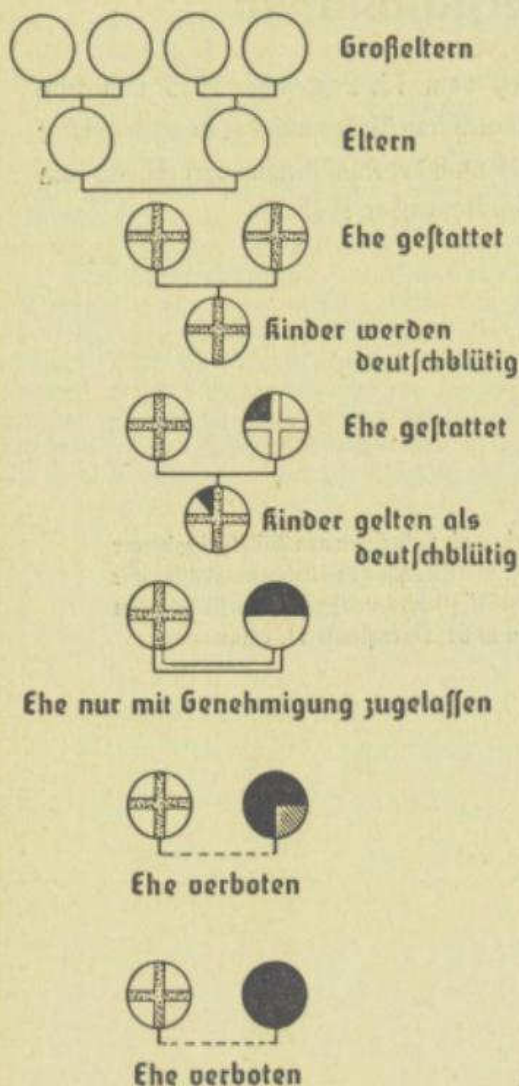 Großeltern
Eltern
Ehe gestattet
Kinder werden
deutschblütig
Ehe gestattet
Kinder gelten als
deutschblütig
Ehe nur mit Genehmigung zugelassen
Ehe verboten
Ehe verboten